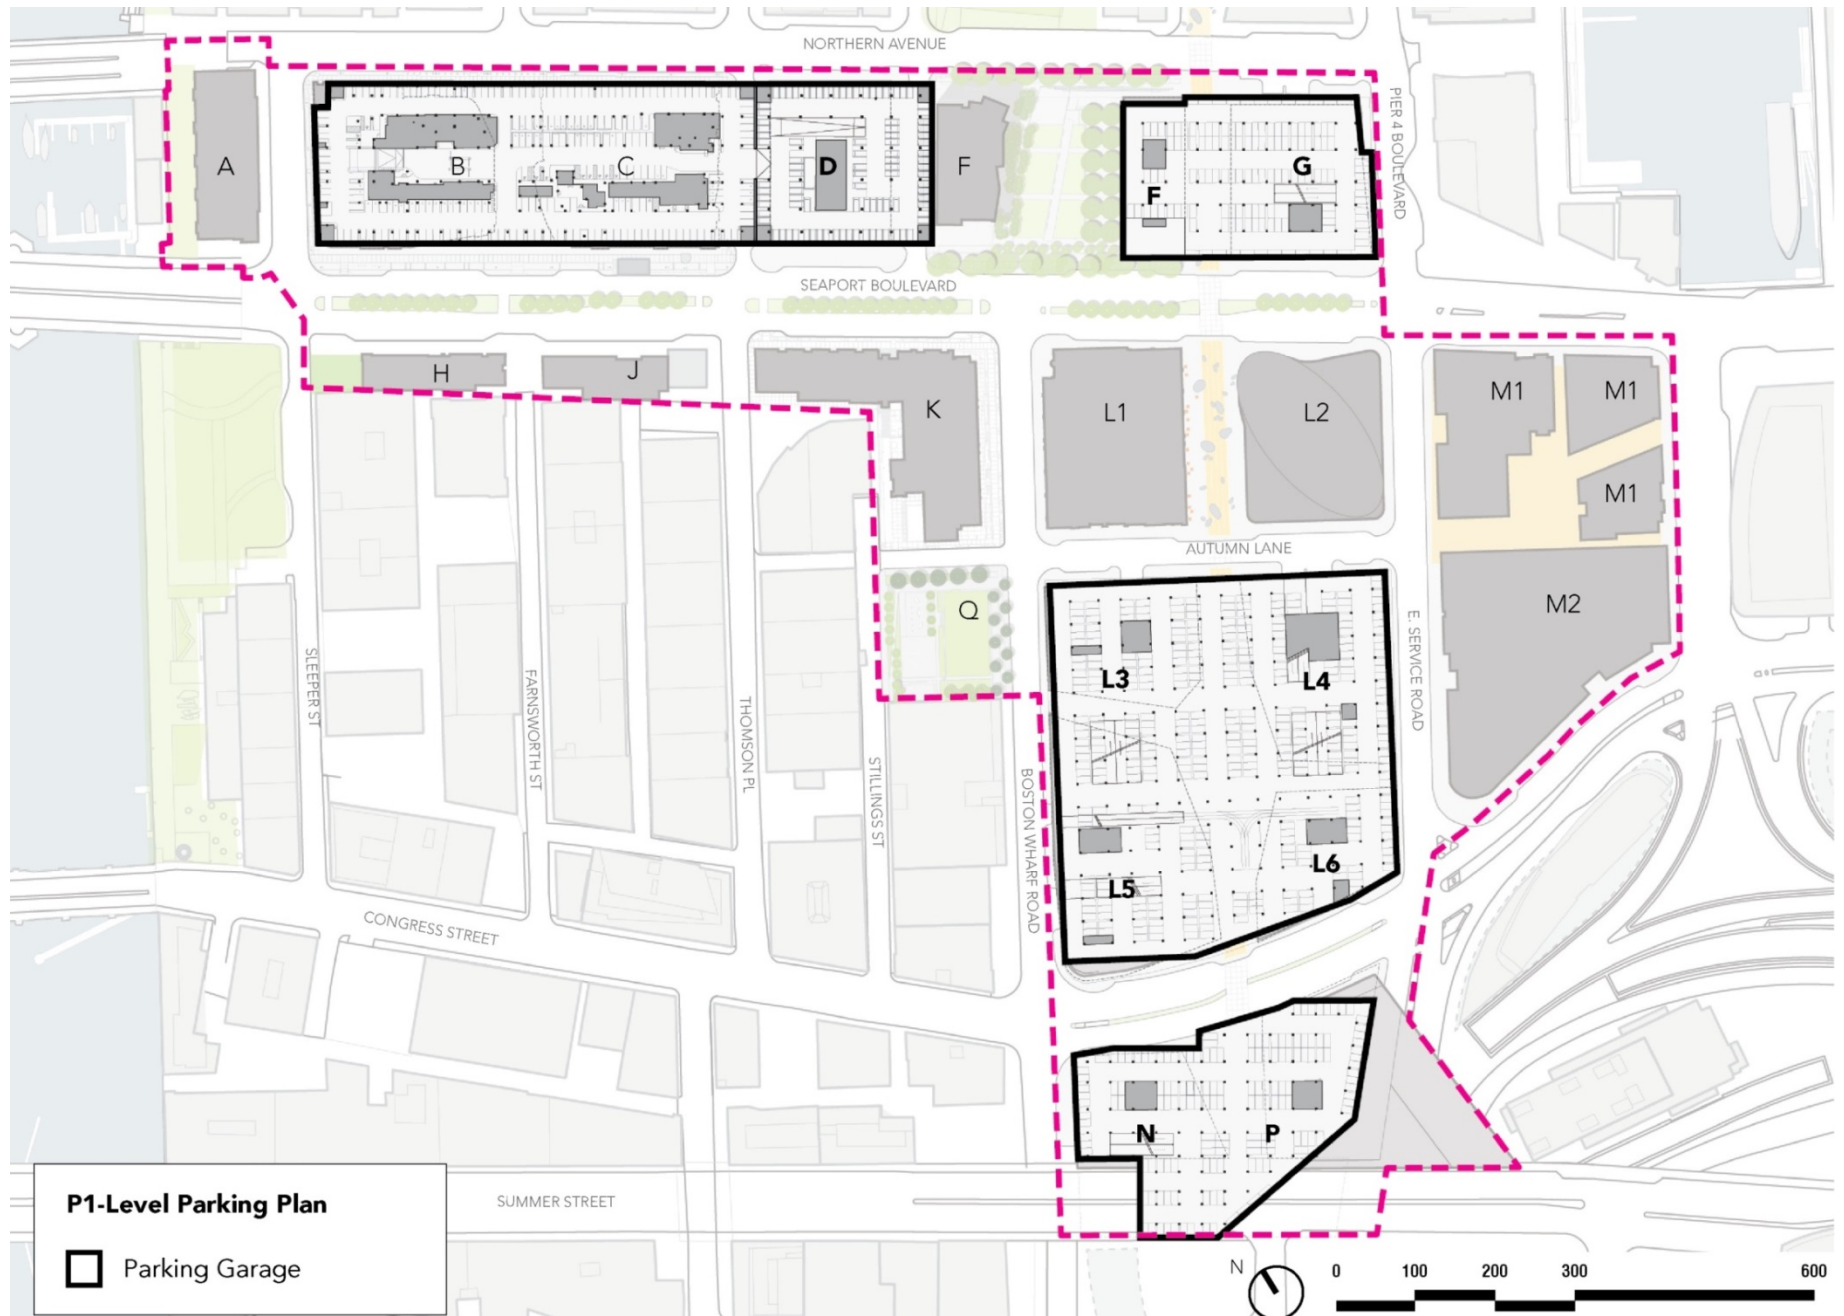 NORTHERN AVENUE
PIER 4 BOULEVARD
A
B
C
D
F
F
G
SEAPORT BOULEVARD
H
J
K
L1
L2
M1
M1
M1
AUTUMN LANE
Q
M2
SLEEPER ST
FARNSWORTH ST
THOMSON PL
STILLINGS ST
BOSTON WHARF ROAD
E. SERVICE ROAD
L3
L4
L5
L6
CONGRESS STREET
N
P
SUMMER STREET
P1-Level Parking Plan
Parking Garage
N
0 100 200 300 600